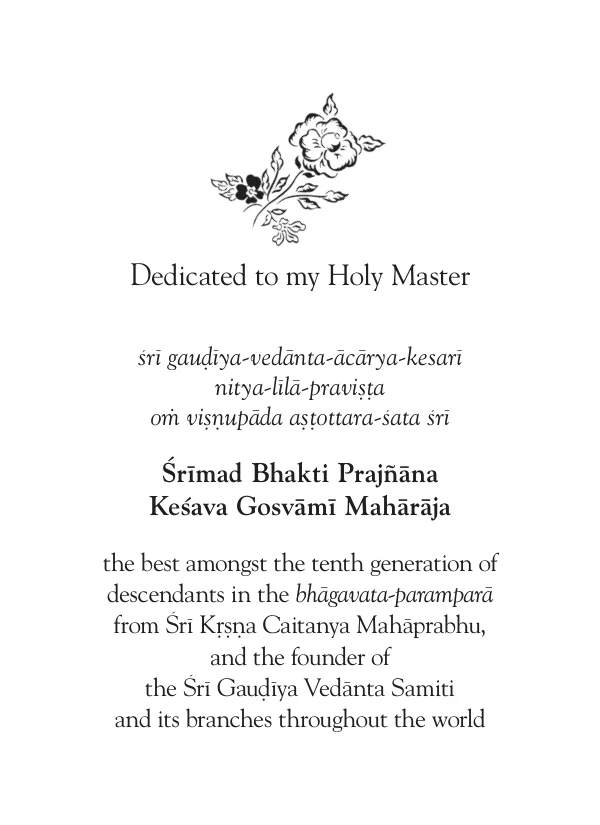 Dedicated to my Holy Master
śrī gauḍīya-vedānta-ācārya-kesarī
nitya-līlā-praviṣṭa
oṁ viṣṇupāda aṣṭottara-śata śrī
Śrīmad Bhakti Prajñāna
Keśava Gosvāmī Mahārāja
the best amongst the tenth generation of
descendants in the bhāgavata-paramparā
from Śrī Kṛṣṇa Caitanya Mahāprabhu,
and the founder of
the Śrī Gauḍīya Vedānta Samiti
and its branches throughout the world